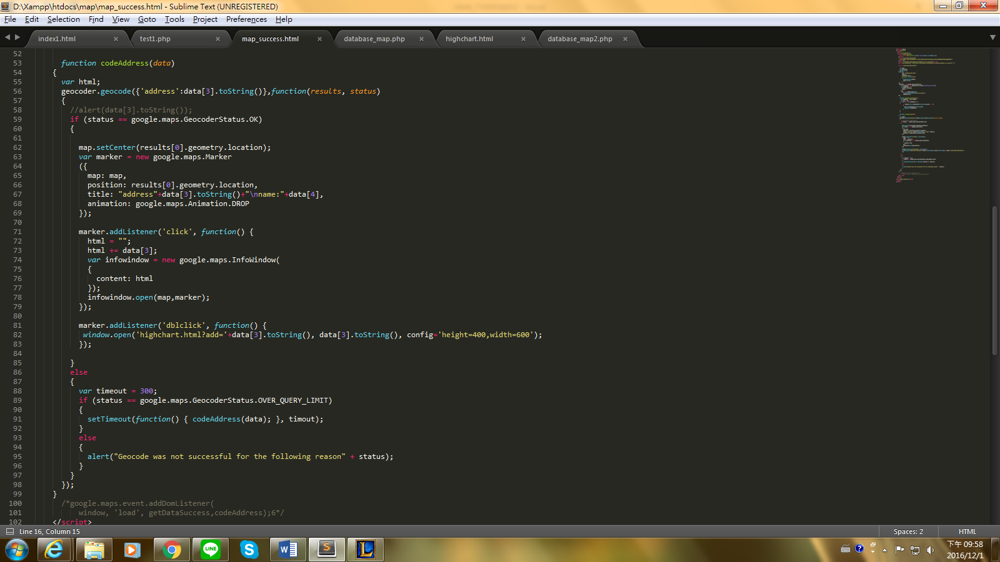 D:\Xampp\htdocs\map\map_success.html - Sublime Text (UNREGISTERED)
File Edit Selection Find View Goto Tools Project Preferences Help
index1.html × test1.php × map_success.html × database_map.php × highchart.html × database_map2.php ×
52
53 function codeAddress(data)
54 {
55 var html;
56 geocoder.geocode({'address':data[3].toString()},function(results, status)
57 {
58 //alert(data[3].toString());
59 if (status == google.maps.GeocoderStatus.OK)
60 {
61
62 map.setCenter(results[0].geometry.location);
63 var marker = new google.maps.Marker
64 ({
65 map: map,
66 position: results[0].geometry.location,
67 title: "address"+data[3].toString()+"\nname:"+data[4],
68 animation: google.maps.Animation.DROP
69 });
70
71 marker.addListener('click', function() {
72 html = "";
73 html += data[3];
74 var infowindow = new google.maps.InfoWindow(
75 {
76 content: html
77 });
78 infowindow.open(map,marker);
79 });
80
81 marker.addListener('dblclick', function() {
82 window.open('highchart.html?add='+data[3].toString(), data[3].toString(), config='height=400,width=600');
83 });
84
85 }
86 else
87 {
88 var timeout = 300;
89 if (status == google.maps.GeocoderStatus.OVER_QUERY_LIMIT)
90 {
91 setTimeout(function() { codeAddress(data); }, timout);
92 }
93 else
94 {
95 alert("Geocode was not successful for the following reason" + status);
96 }
97 }
98 });
99 }
100 /*google.maps.event.addDomListener(
101 window, 'load', getDataSuccess,codeAddress);6*/
102 </script>
Line 16, Column 15 Spaces: 2 HTML
LINE
下午 09:58
2016/12/1